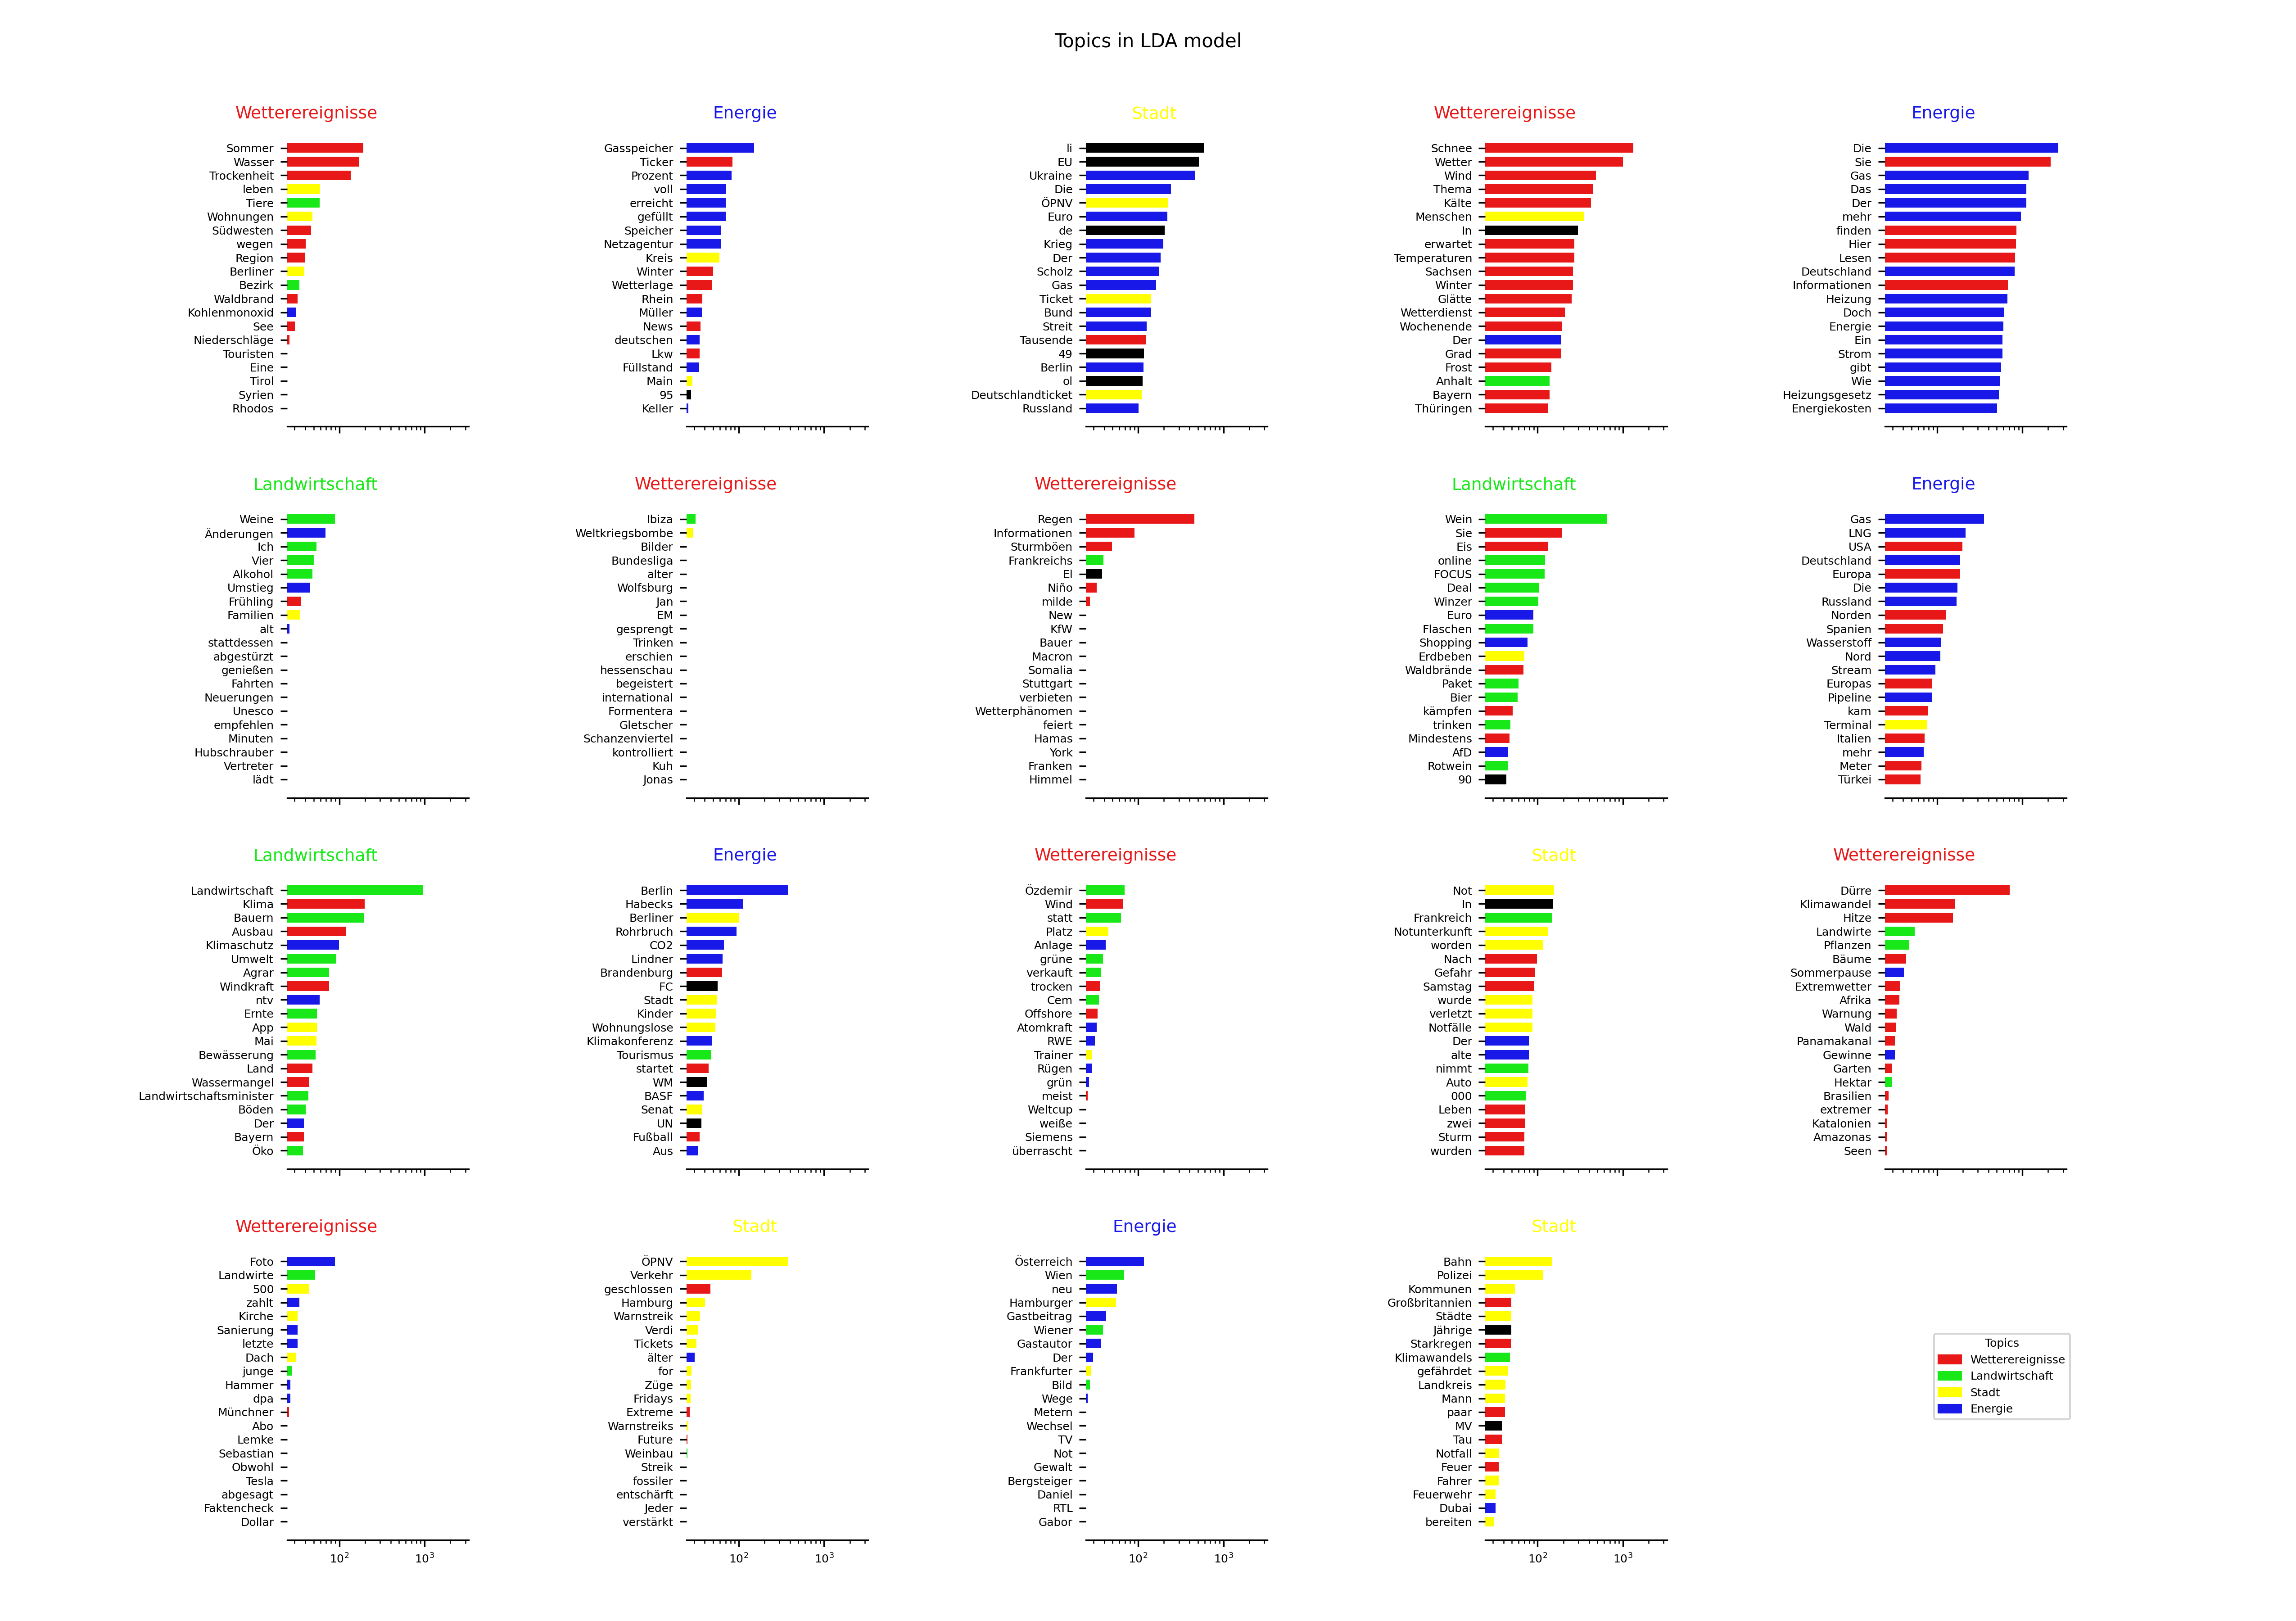 Topics in LDA model
Wetterereignisse
Sommer
Wasser
Trockenheit
leben
Tiere
Wohnungen
Südwesten
wegen
Region
Berliner
Bezirk
Waldbrand
Kohlenmonoxid
See
Niederschläge
Touristen
Eine
Tirol
Syrien
Rhodos
Energie
Gasspeicher
Ticker
Prozent
voll
erreicht
gefüllt
Speicher
Netzagentur
Kreis
Winter
Wetterlage
Rhein
Müller
News
deutschen
Lkw
Füllstand
Main
95
Keller
Stadt
li
EU
Ukraine
Die
ÖPNV
Euro
de
Krieg
Der
Scholz
Gas
Ticket
Bund
Streit
Tausende
49
Berlin
ol
Deutschlandticket
Russland
Wetterereignisse
Schnee
Wetter
Wind
Thema
Kälte
Menschen
In
erwartet
Temperaturen
Sachsen
Winter
Glätte
Wetterdienst
Wochenende
Der
Grad
Frost
Anhalt
Bayern
Thüringen
Energie
Die
Sie
Gas
Das
Der
mehr
finden
Hier
Lesen
Deutschland
Informationen
Heizung
Doch
Energie
Ein
Strom
gibt
Wie
Heizungsgesetz
Energiekosten
Landwirtschaft
Weine
Änderungen
Ich
Vier
Alkohol
Umstieg
Frühling
Familien
alt
stattdessen
abgestürzt
genießen
Fahrten
Neuerungen
Unesco
empfehlen
Minuten
Hubschrauber
Vertreter
lädt
Wetterereignisse
Ibiza
Weltkriegsbombe
Bilder
Bundesliga
alter
Wolfsburg
Jan
EM
gesprengt
Trinken
erschien
hessenschau
begeistert
international
Formentera
Gletscher
Schanzenviertel
kontrolliert
Kuh
Jonas
Wetterereignisse
Regen
Informationen
Sturmböen
Frankreichs
El
Niño
milde
New
KfW
Bauer
Macron
Somalia
Stuttgart
verbieten
Wetterphänomen
feiert
Hamas
York
Franken
Himmel
Landwirtschaft
Wein
Sie
Eis
online
FOCUS
Deal
Winzer
Euro
Flaschen
Shopping
Erdbeben
Waldbrände
Paket
Bier
kämpfen
trinken
Mindestens
AfD
Rotwein
90
Energie
Gas
LNG
USA
Deutschland
Europa
Die
Russland
Norden
Spanien
Wasserstoff
Nord
Stream
Europas
Pipeline
kam
Terminal
Italien
mehr
Meter
Türkei
Landwirtschaft
Landwirtschaft
Klima
Bauern
Ausbau
Klimaschutz
Umwelt
Agrar
Windkraft
ntv
Ernte
App
Mai
Bewässerung
Land
Wassermangel
Landwirtschaftsminister
Böden
Der
Bayern
Öko
Energie
Berlin
Habecks
Berliner
Rohrbruch
CO2
Lindner
Brandenburg
FC
Stadt
Kinder
Wohnungslose
Klimakonferenz
Tourismus
startet
WM
BASF
Senat
UN
Fußball
Aus
Wetterereignisse
Özdemir
Wind
statt
Platz
Anlage
grüne
verkauft
trocken
Cem
Offshore
Atomkraft
RWE
Trainer
Rügen
grün
meist
Weltcup
weiße
Siemens
überrascht
Stadt
Not
In
Frankreich
Notunterkunft
worden
Nach
Gefahr
Samstag
wurde
verletzt
Notfälle
Der
alte
nimmt
Auto
000
Leben
zwei
Sturm
wurden
Wetterereignisse
Dürre
Klimawandel
Hitze
Landwirte
Pflanzen
Bäume
Sommerpause
Extremwetter
Afrika
Warnung
Wald
Panamakanal
Gewinne
Garten
Hektar
Brasilien
extremer
Katalonien
Amazonas
Seen
Wetterereignisse
Foto
Landwirte
500
zahlt
Kirche
Sanierung
letzte
Dach
junge
Hammer
dpa
Münchner
Abo
Lemke
Sebastian
Obwohl
Tesla
abgesagt
Faktencheck
Dollar
10² 10³
Stadt
ÖPNV
Verkehr
geschlossen
Hamburg
Warnstreik
Verdi
Tickets
älter
for
Züge
Fridays
Extreme
Warnstreiks
Future
Weinbau
Streik
fossiler
entschärft
Jeder
verstärkt
10² 10³
Energie
Österreich
Wien
neu
Hamburger
Gastbeitrag
Wiener
Gastautor
Der
Frankfurter
Bild
Wege
Metern
Wechsel
TV
Not
Gewalt
Bergsteiger
Daniel
RTL
Gabor
10² 10³
Stadt
Bahn
Polizei
Kommunen
Großbritannien
Städte
Jährige
Starkregen
Klimawandels
gefährdet
Landkreis
Mann
paar
MV
Tau
Notfall
Feuer
Fahrer
Feuerwehr
Dubai
bereiten
10² 10³
Topics
Wetterereignisse
Landwirtschaft
Stadt
Energie